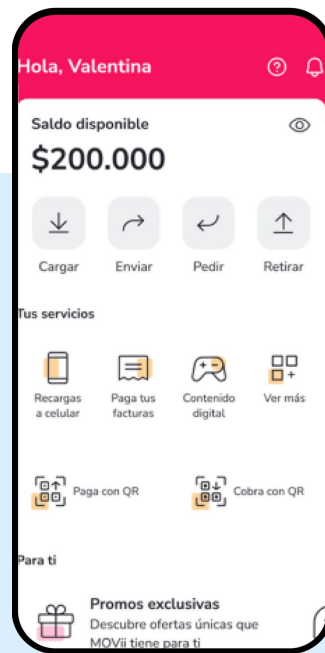 Hola, Valentina
Saldo disponible
$200.000
Cargar Enviar Pedir Retirar
Tus servicios
Recargas Paga tus Contenido Ver más
a celular facturas digital
Paga con QR Cobra con QR
Para ti
Promos exclusivas
Descubre ofertas únicas que
MOVii tiene para ti